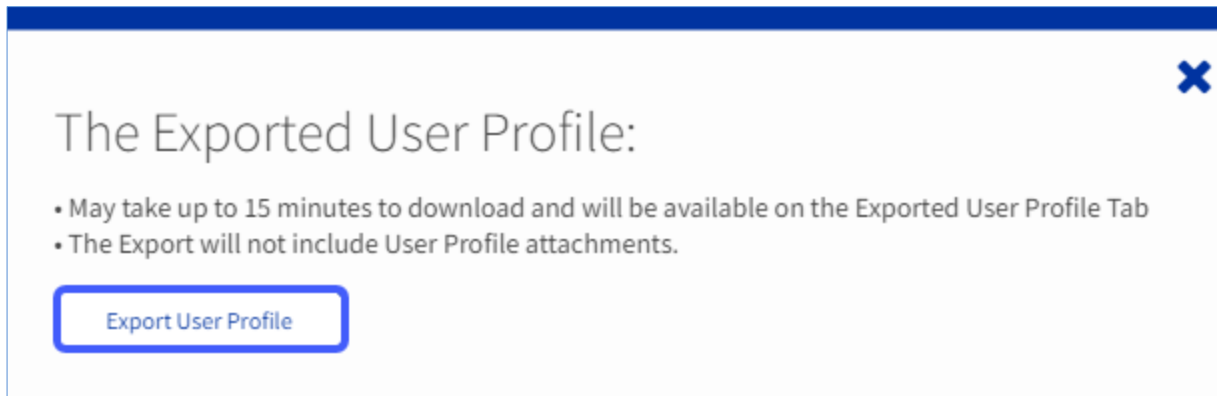 The Exported User Profile:
• May take up to 15 minutes to download and will be available on the Exported User Profile Tab
• The Export will not include User Profile attachments.
Export User Profile